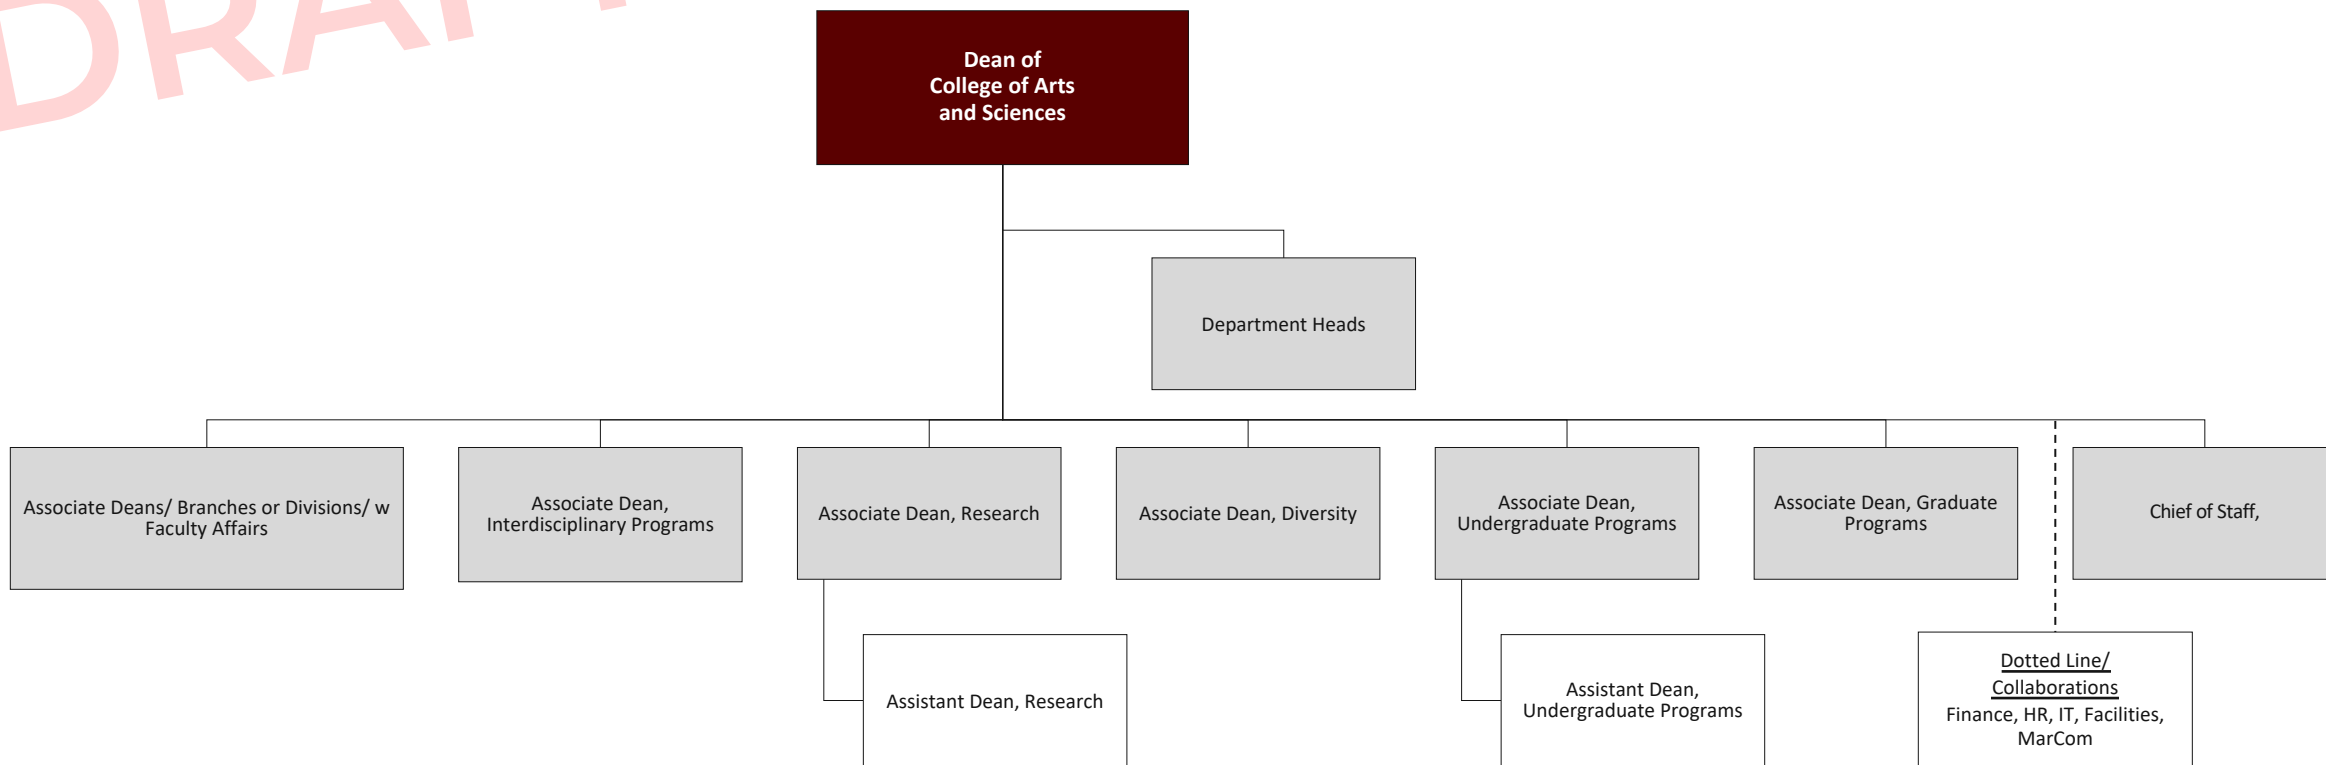 DRAFT
Dean of
College of Arts
and Sciences
Department Heads
Associate Deans/ Branches or Divisions/ w
Faculty Affairs
Associate Dean,
Interdisciplinary Programs
Associate Dean, Research
Associate Dean, Diversity
Associate Dean,
Undergraduate Programs
Associate Dean, Graduate
Programs
Chief of Staff,
Assistant Dean, Research
Assistant Dean,
Undergraduate Programs
Dotted Line/
Collaborations
Finance, HR, IT, Facilities,
MarCom